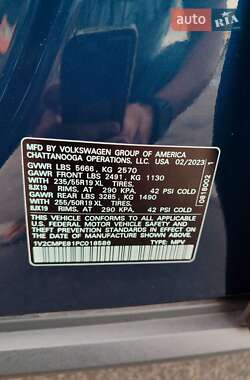 RIA.com
MFD BY VOLKSWAGEN GROUP OF AMERICA
CHATTANOOGA OPERATIONS, LLC. USA 02/2023
GVWR LBS 5666, KG 2570
GAWR FRONT LBS 2491, KG 1130
WITH 235/55R19 XL TIRES,
8JX19 RIMS, AT 290 KPA, 42 PSI COLD
GAWR REAR LBS 3285, KG 1490
WITH 255/50R19 XL TIRES,
8JX19 RIMS, AT 290 KPA, 42 PSI COLD
THIS VEHICLE CONFORMS TO ALL APPLICABLE
FEDERAL MOTOR VEHICLE SAFETY AND
THEFT PREVENTION STANDARDS IN EFFECT
ON THE DATE OF MANUFACTURE
SHOWN ABOVE.
1V2CMPE81PC018586 TYPE: MPV
0818002 1